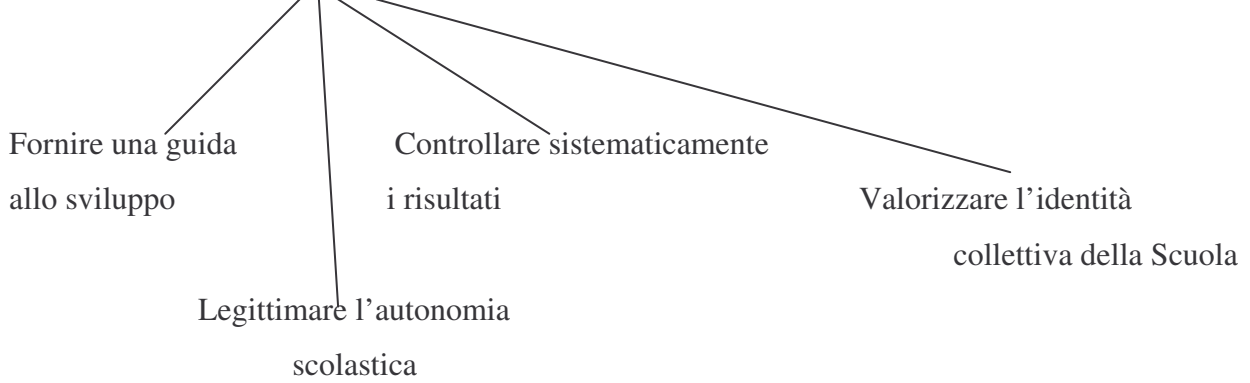 Fornire una guida
allo sviluppo
Controllare sistematicamente
i risultati
Valorizzare l’identità
collettiva della Scuola
Legittimare l’autonomia
scolastica